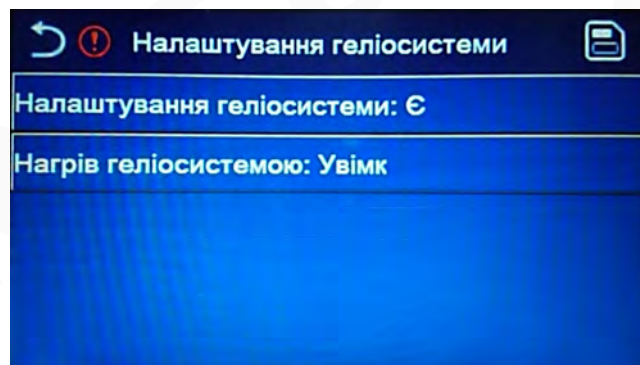 Налаштування геліосистеми
Налаштування геліосистеми: Є
Нагрів геліосистемою: Увімк